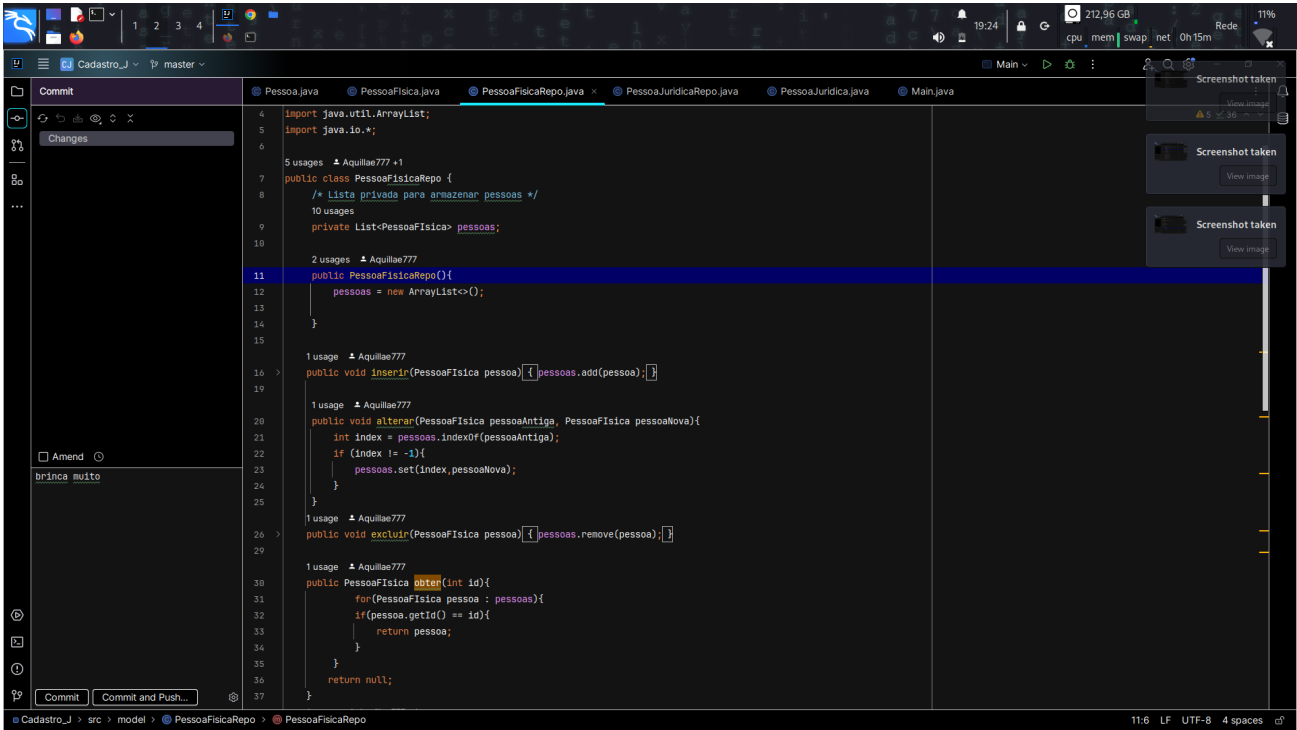 1 2 3 4
19:24
212,96 GB
cpu mem swap net 0h15m
Rede
11%
CJ Cadastro_J master
Main
Commit
Pessoa.java PessoaFIsica.java PessoaFisicaRepo.java PessoaJuridicaRepo.java PessoaJuridica.java Main.java
Changes
Amend
brinca muito
Commit Commit and Push...
4 import java.util.ArrayList;
5 import java.io.*;
6
5 usages Aquillae777 +1
7 public class PessoaFisicaRepo {
8 /* Lista privada para armazenar pessoas */
10 usages
9 private List<PessoaFIsica> pessoas;
10
2 usages Aquillae777
11 public PessoaFisicaRepo(){
12 pessoas = new ArrayList<>();
13
14 }
15
1 usage Aquillae777
16 public void inserir(PessoaFIsica pessoa) { pessoas.add(pessoa); }
19
1 usage Aquillae777
20 public void alterar(PessoaFIsica pessoaAntiga, PessoaFIsica pessoaNova){
21 int index = pessoas.indexOf(pessoaAntiga);
22 if (index != -1){
23 pessoas.set(index,pessoaNova);
24 }
25 }
1 usage Aquillae777
26 public void excluir(PessoaFIsica pessoa) { pessoas.remove(pessoa); }
29
1 usage Aquillae777
30 public PessoaFIsica obter(int id){
31 for(PessoaFIsica pessoa : pessoas){
32 if(pessoa.getId() == id){
33 return pessoa;
34 }
35 }
36 return null;
37 }
Screenshot taken
View image
5 36
Screenshot taken
View image
Screenshot taken
View image
Cadastro_J > src > model > PessoaFisicaRepo > PessoaFisicaRepo
11:6 LF UTF-8 4 spaces